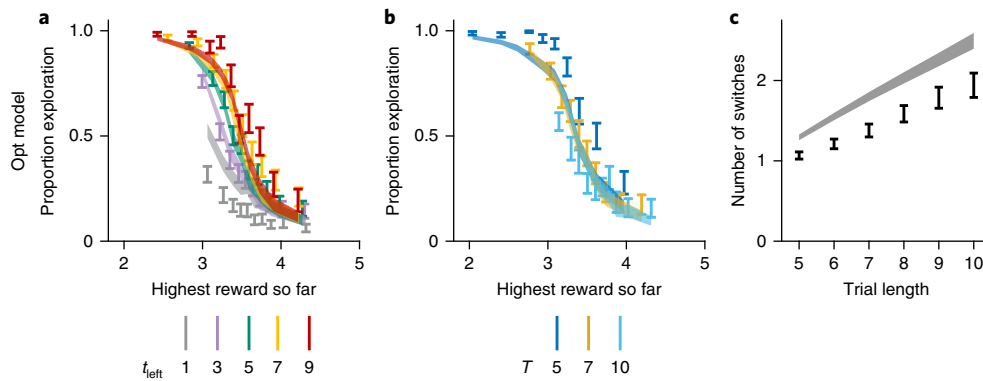 a
b
c
Opt model
Proportion exploration
1.0
0.5
0
2 3 4 5
Highest reward so far
t_left 1 3 5 7 9
Proportion exploration
1.0
0.5
0
2 3 4 5
Highest reward so far
T 5 7 10
Number of switches
2
1
0
5 6 7 8 9 10
Trial length